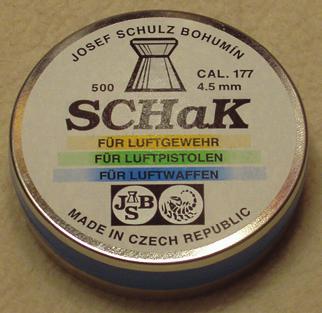 JOSEF SCHULZ BOHUMÍN
500
CAL. 177
4.5 mm
SCHaK
FÜR LUFTGEWEHR
FÜR LUFTPISTOLEN
FÜR LUFTWAFFEN
JSB
MADE IN CZECH REPUBLIC